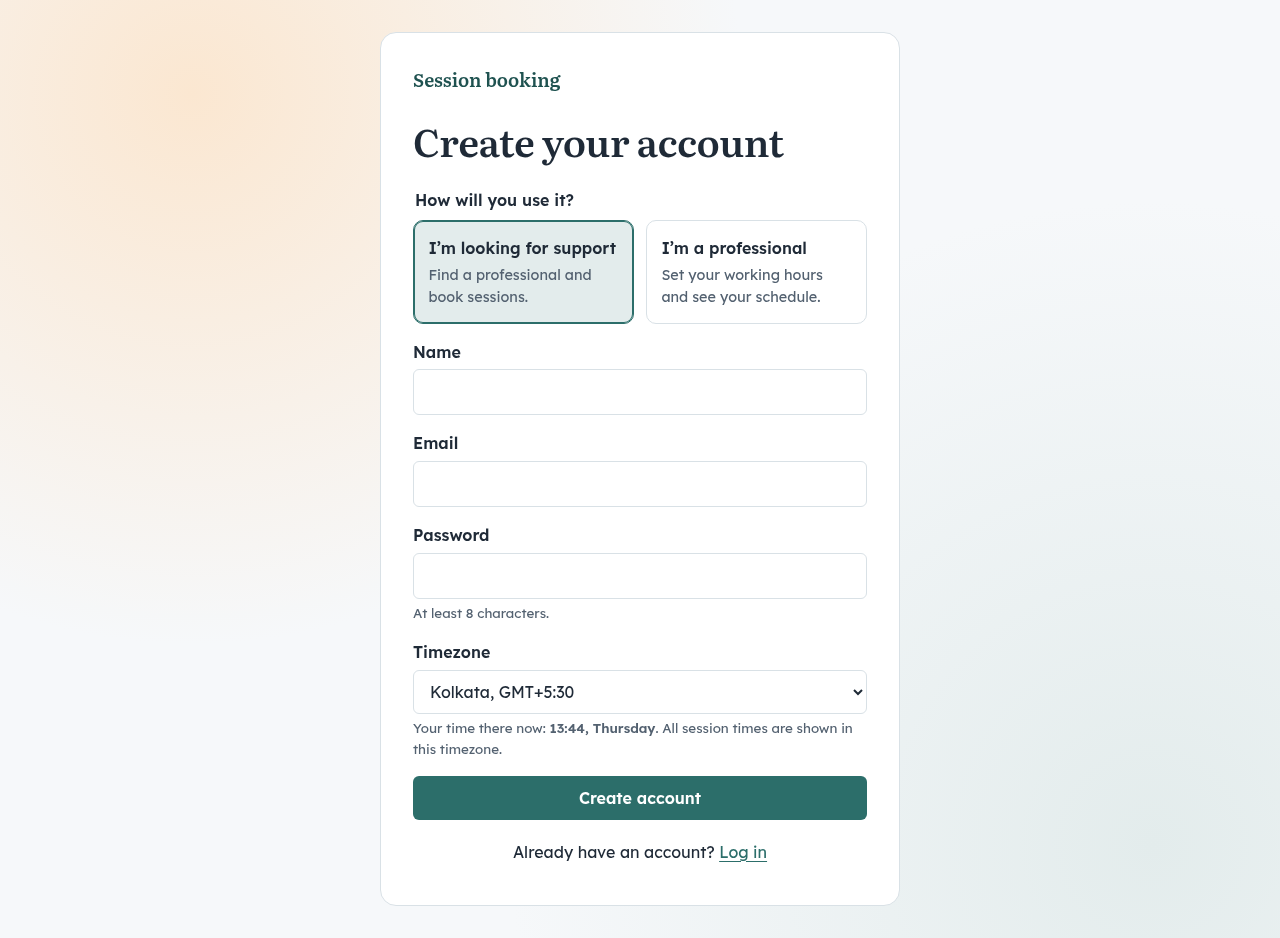 Session booking
Create your account
How will you use it?
I’m looking for support
Find a professional and
book sessions.
I’m a professional
Set your working hours
and see your schedule.
Name
Email
Password
At least 8 characters.
Timezone
Kolkata, GMT+5:30
Your time there now: 13:44, Thursday. All session times are shown in
this timezone.
Create account
Already have an account? Log in